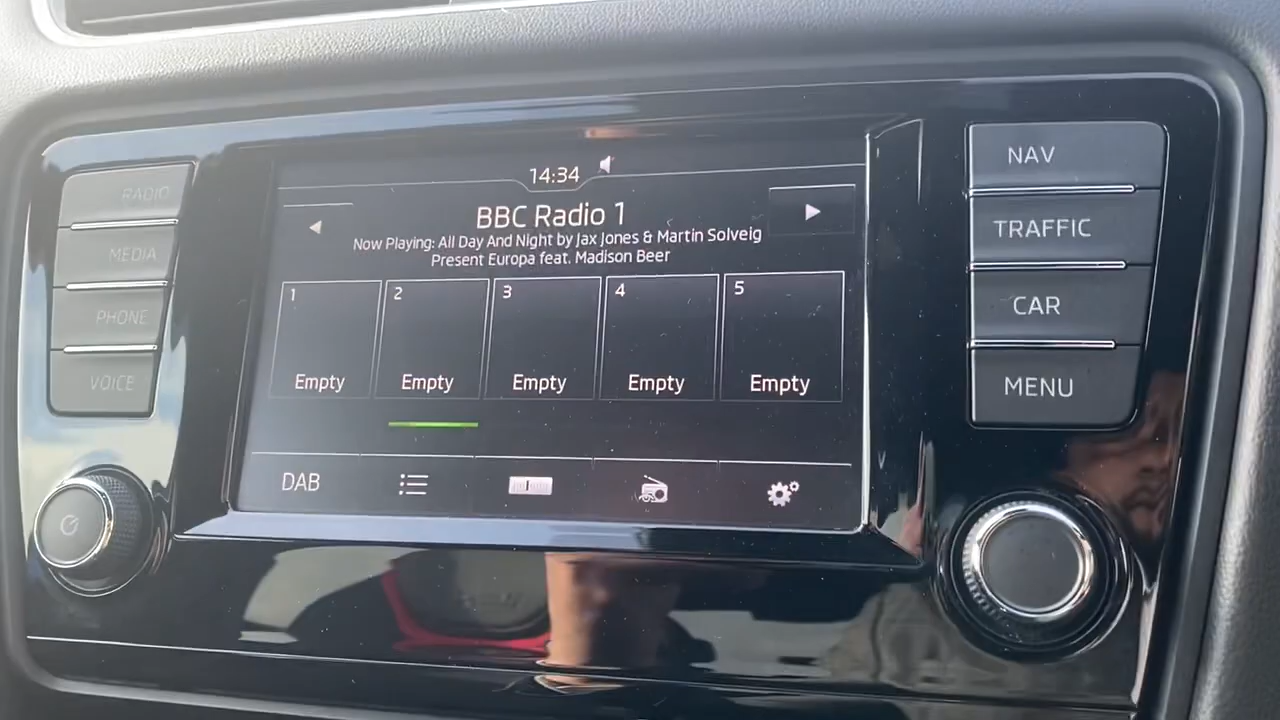 RADIO
MEDIA
PHONE
VOICE
14:34
BBC Radio 1
Now Playing: All Day And Night by Jax Jones & Martin Solveig
Present Europa feat. Madison Beer
1
2
3
4
5
Empty
Empty
Empty
Empty
Empty
DAB
NAV
TRAFFIC
CAR
MENU